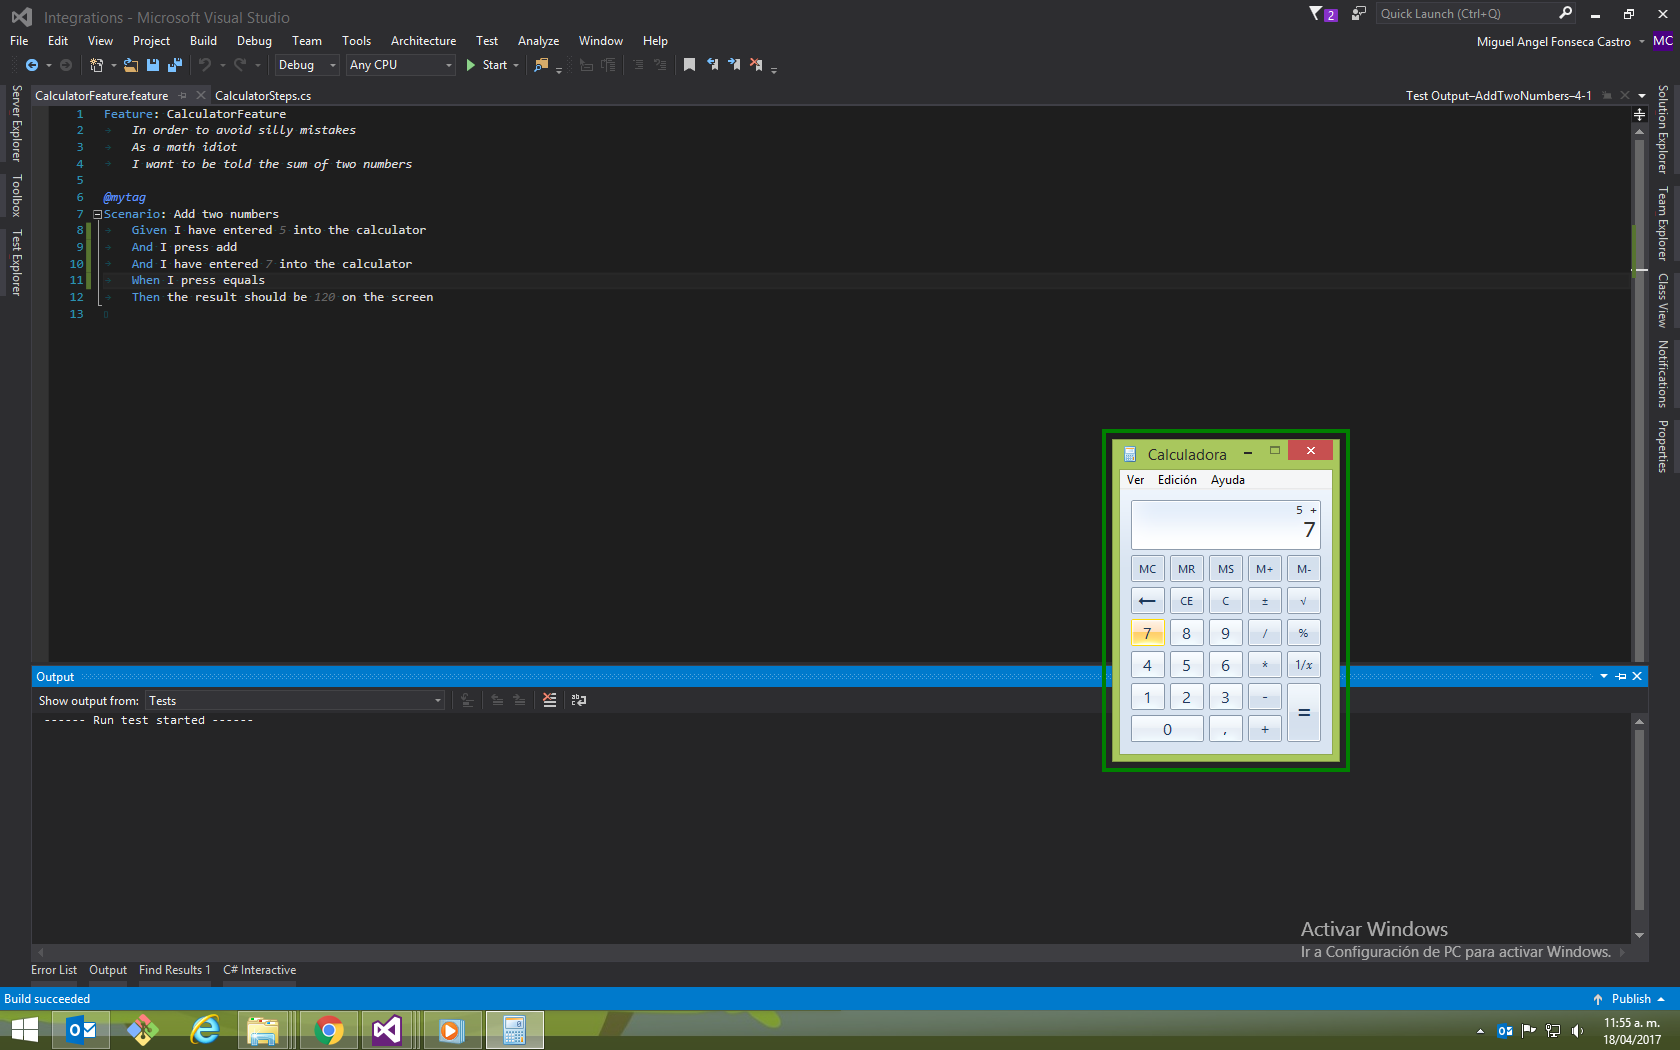 Integrations - Microsoft Visual Studio
2
Quick Launch (Ctrl+Q)
File Edit View Project Build Debug Team Tools Architecture Test Analyze Window Help
Miguel Angel Fonseca Castro MC
Debug Any CPU Start
CalculatorFeature.feature CalculatorSteps.cs
Test Output–AddTwoNumbers–4-1
Server Explorer
Toolbox
Test Explorer
1 Feature: CalculatorFeature
2 In order to avoid silly mistakes
3 As a math idiot
4 I want to be told the sum of two numbers
5
6 @mytag
7 Scenario: Add two numbers
8 Given I have entered 5 into the calculator
9 And I press add
10 And I have entered 7 into the calculator
11 When I press equals
12 Then the result should be 120 on the screen
13
Solution Explorer
Team Explorer
Class View
Notifications
Properties
Calculadora
Ver Edición Ayuda
5 +
7
MC MR MS M+ M-
← CE C ± √
7 8 9 / %
4 5 6 * 1/x
1 2 3 - =
0 , +
Output
Show output from: Tests
------ Run test started ------
Activar Windows
Ir a Configuración de PC para activar Windows.
Error List Output Find Results 1 C# Interactive
Build succeeded
Publish
11:55 a. m.
18/04/2017